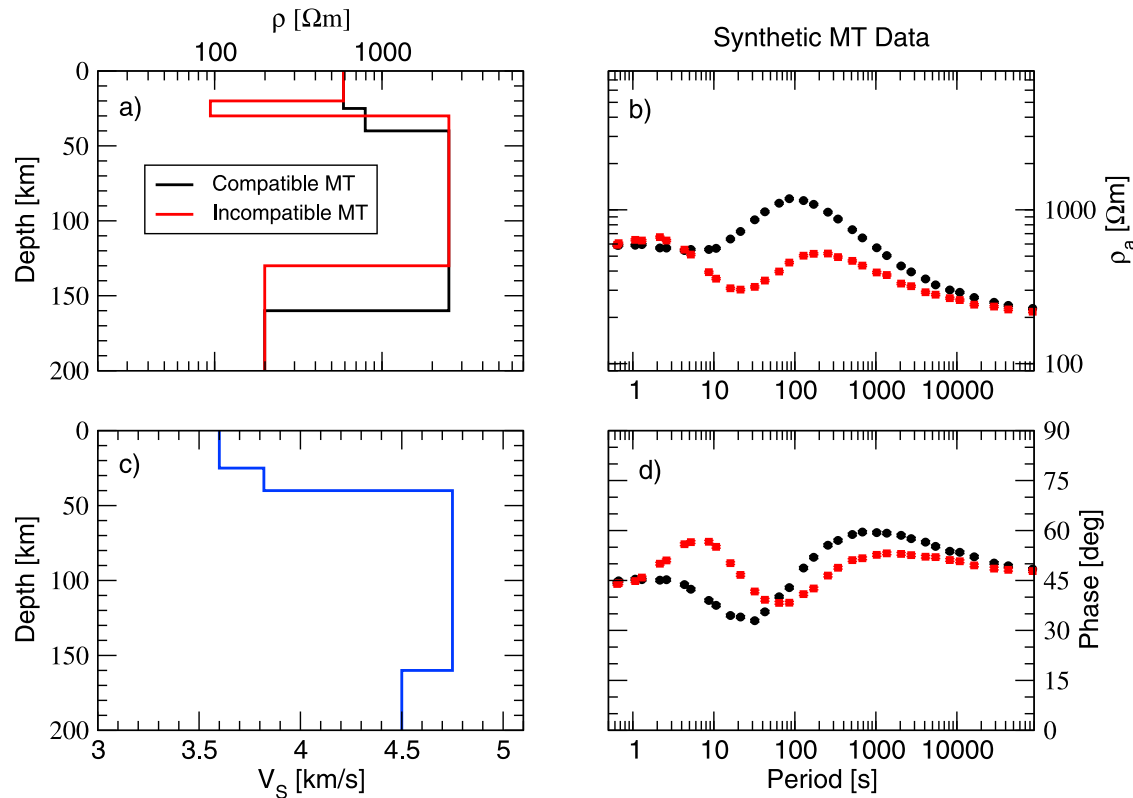 ρ [Ωm]
100 1000
Synthetic MT Data
0
50
100
150
200
Depth [km]
a)
Compatible MT
Incompatible MT
b)
1000
100
ρa [Ωm]
1 10 100 1000 10000
0
50
100
150
200
Depth [km]
c)
3 3.5 4 4.5 5
VS [km/s]
d)
90
75
60
45
30
15
0
Phase [deg]
1 10 100 1000 10000
Period [s]